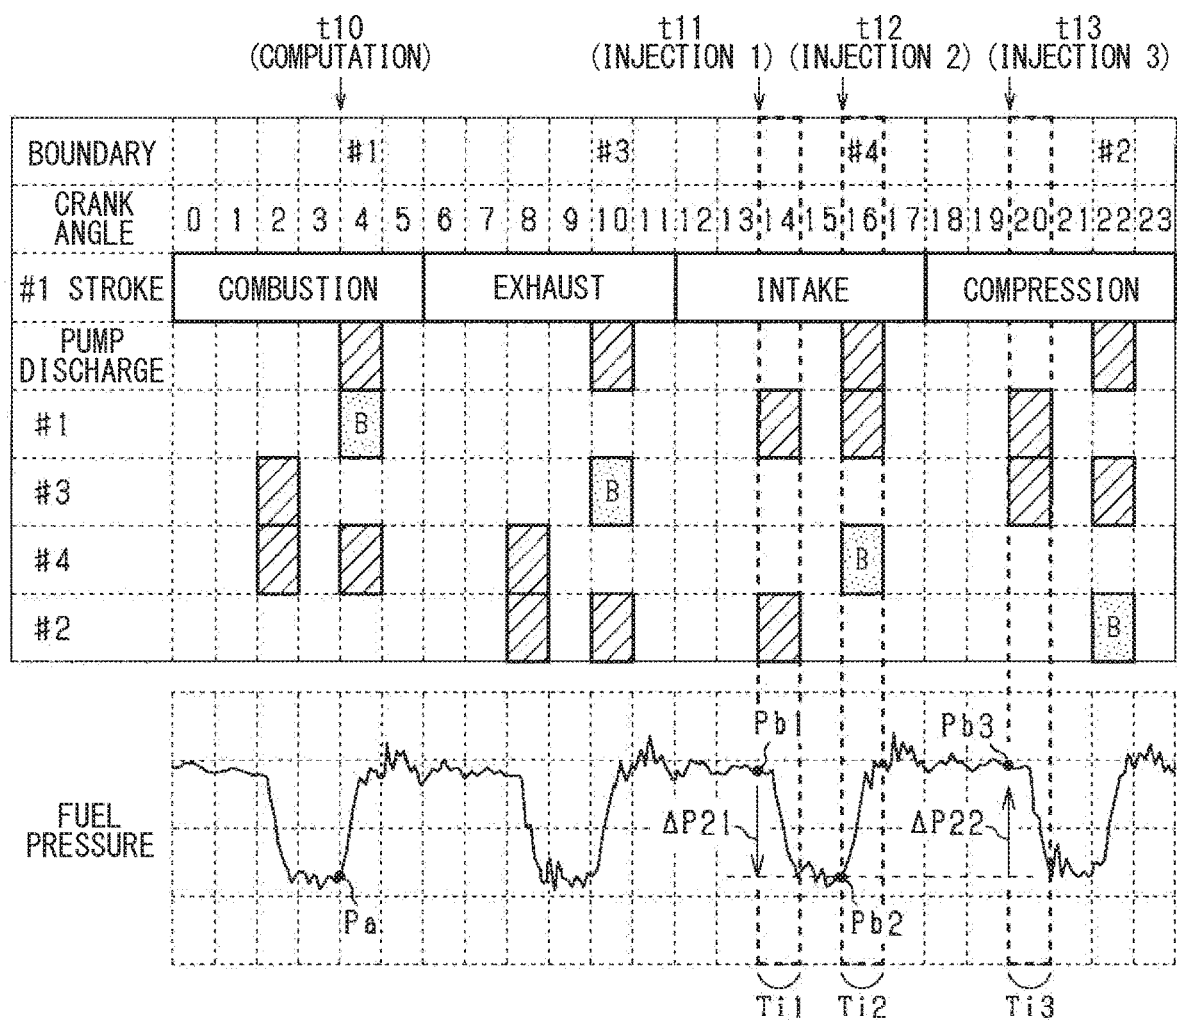 t10 t11 t12 t13
(COMPUTATION) (INJECTION 1) (INJECTION 2) (INJECTION 3)
BOUNDARY #1 #3 #4 #2
CRANK
ANGLE 0 1 2 3 4 5 6 7 8 9 10 11 12 13 14 15 16 17 18 19 20 21 22 23
#1 STROKE COMBUSTION EXHAUST INTAKE COMPRESSION
PUMP
DISCHARGE
#1 B
#3 B
#4 B
#2 B
Pb1 Pb3
FUEL
PRESSURE ΔP21 ΔP22
Pa Pb2
Ti1 Ti2 Ti3